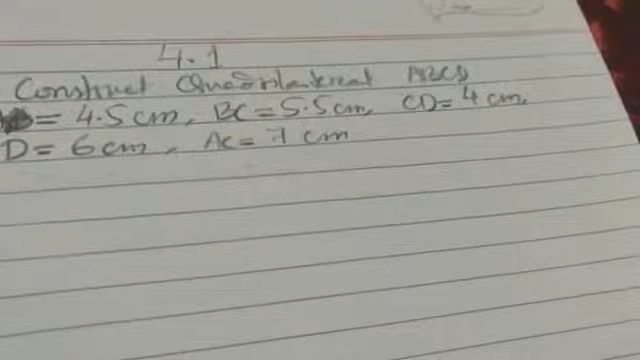 4.1
Construct Quadrilateral ABCD
= 4.5 cm, BC = 5.5 cm, CD = 4 cm,
D = 6 cm, AC = 7 cm